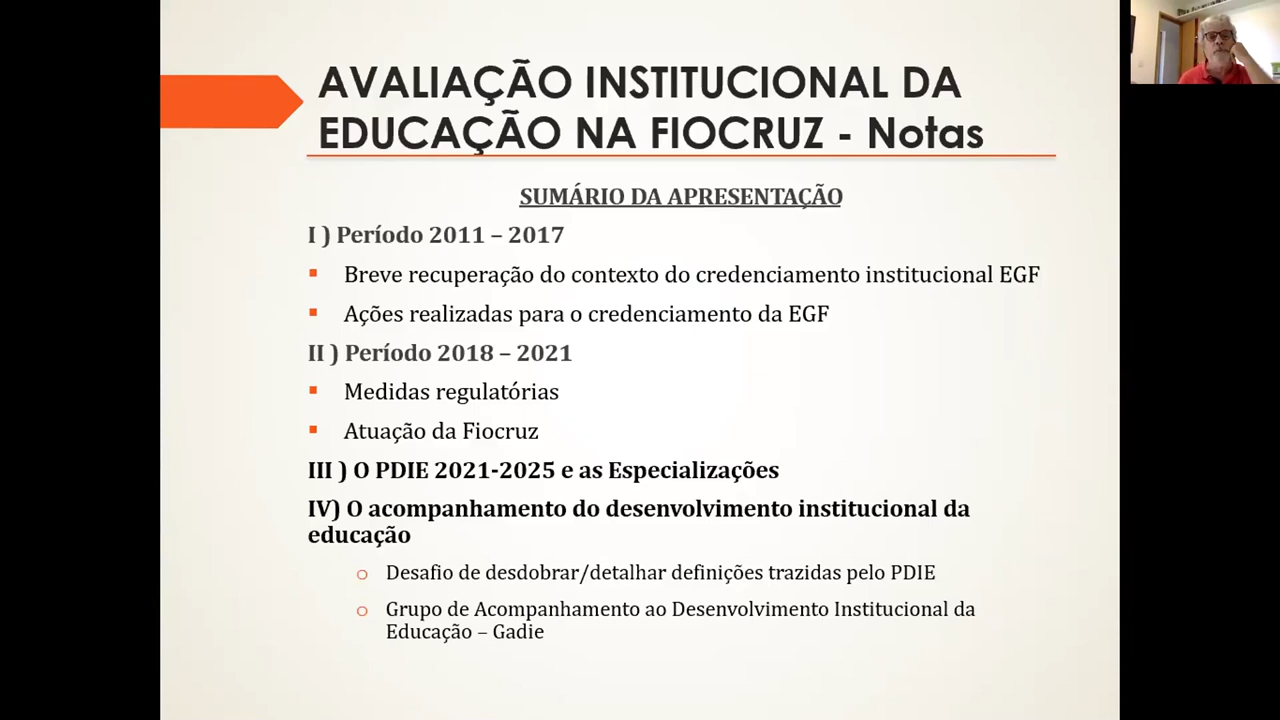 AVALIAÇÃO INSTITUCIONAL DA
EDUCAÇÃO NA FIOCRUZ - Notas
SUMÁRIO DA APRESENTAÇÃO
I ) Período 2011 – 2017
▪ Breve recuperação do contexto do credenciamento institucional EGF
▪ Ações realizadas para o credenciamento da EGF
II ) Período 2018 – 2021
▪ Medidas regulatórias
▪ Atuação da Fiocruz
III ) O PDIE 2021-2025 e as Especializações
IV) O acompanhamento do desenvolvimento institucional da
educação
o Desafio de desdobrar/detalhar definições trazidas pelo PDIE
o Grupo de Acompanhamento ao Desenvolvimento Institucional da
Educação – Gadie